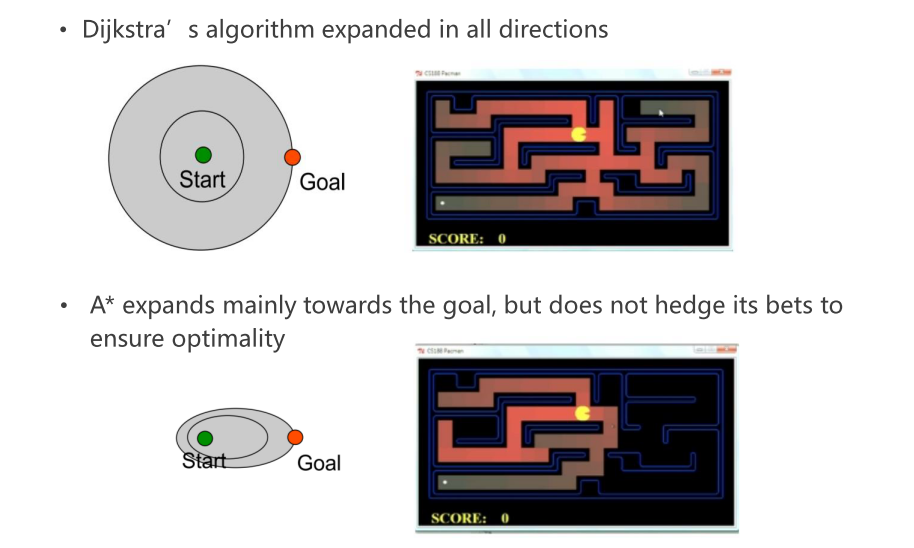 • Dijkstra’s algorithm expanded in all directions
CS188 Pacman
Start
Goal
SCORE: 0
• A* expands mainly towards the goal, but does not hedge its bets to
ensure optimality
CS188 Pacman
Start
Goal
SCORE: 0